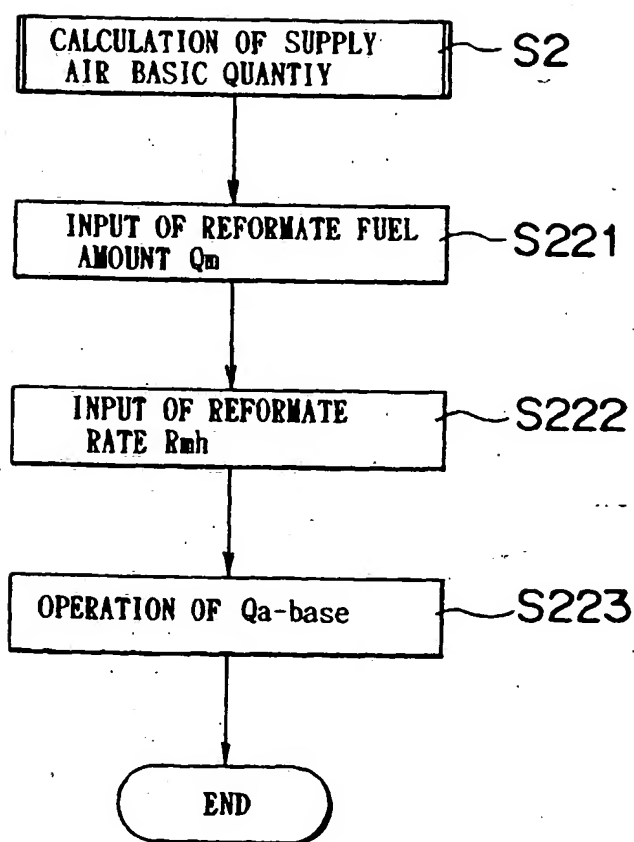 CALCULATION OF SUPPLY
AIR BASIC QUANTIY
S2
INPUT OF REFORMATE FUEL
AMOUNT Qm
S221
INPUT OF REFORMATE
RATE Rmh
S222
OPERATION OF Qa-base
S223
END